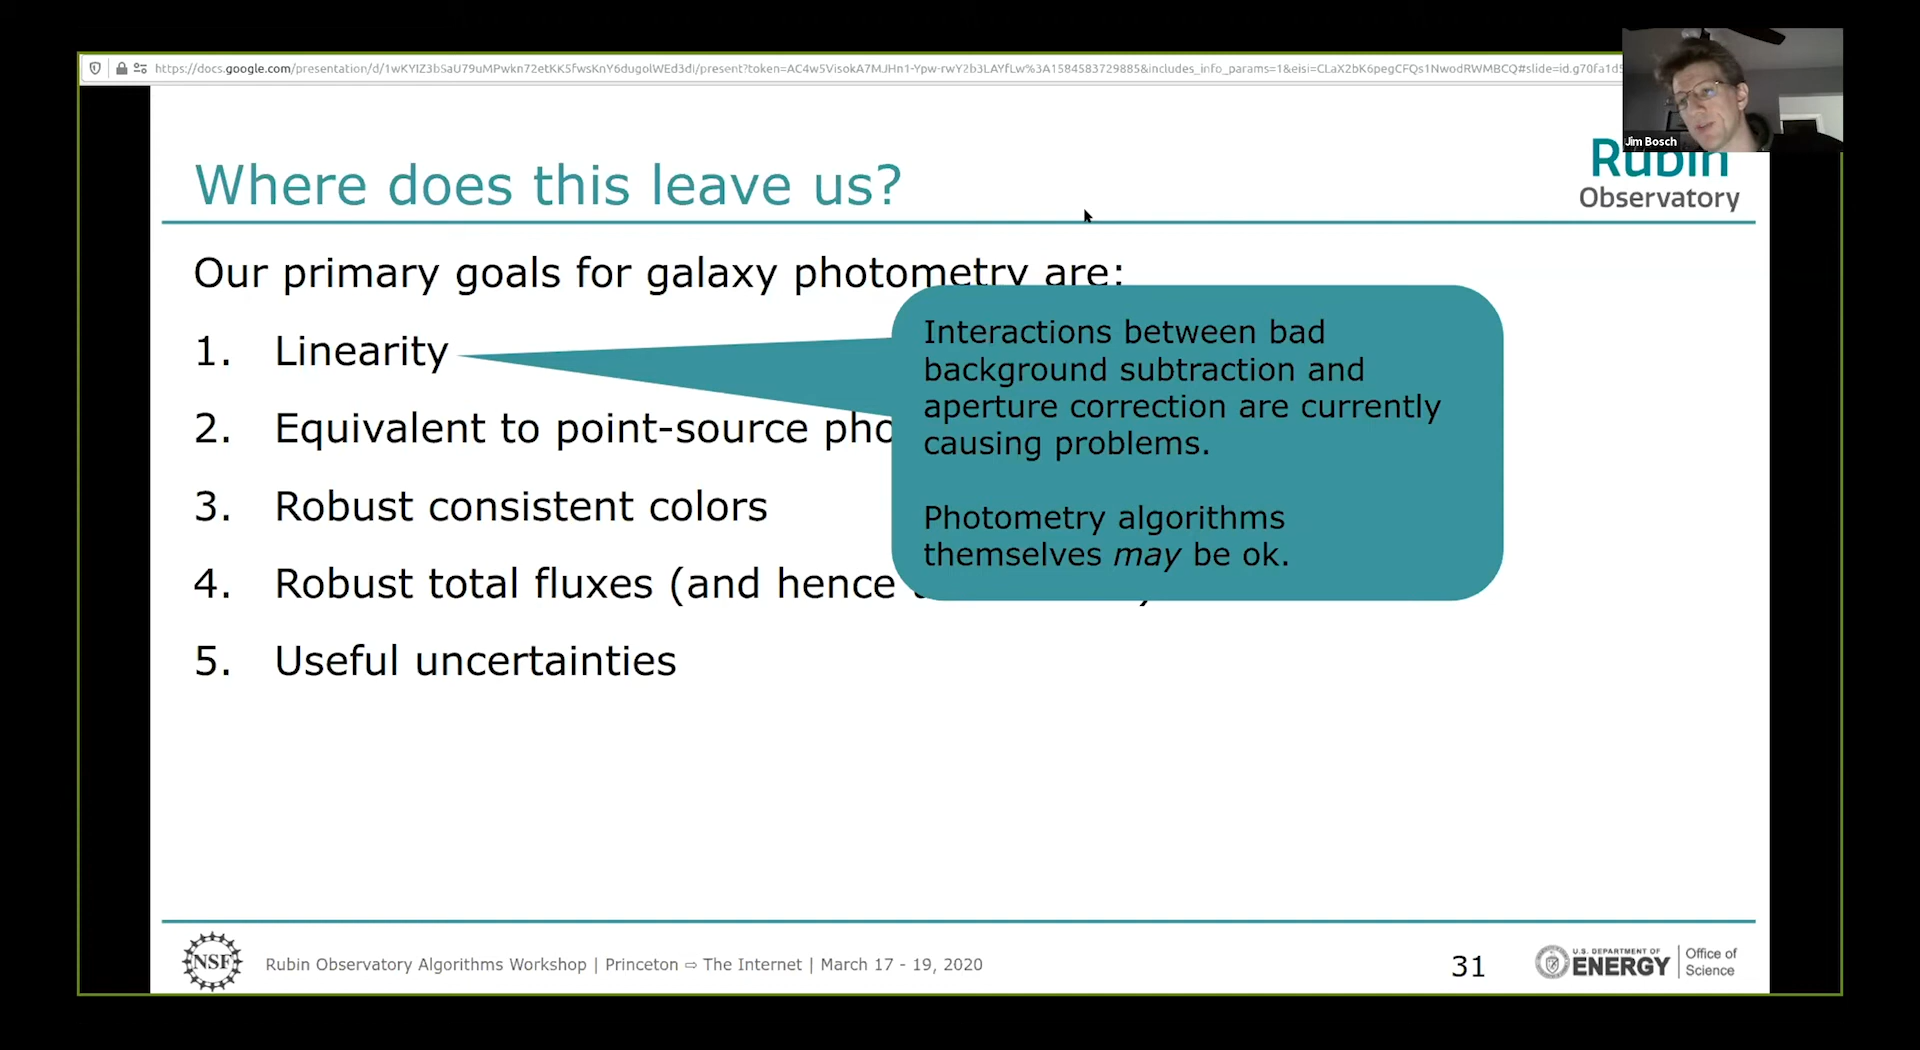 https://docs.google.com/presentation/d/1wKYIZ3bSaU79uMPwkn72etKKSfwsKnY6dugolWEd3dI/present?token=AC4w5VisokA7MJHn1-Ypw-rwY2b3LAYfLw%3A1584583729885&includes_info_params=1&eisi=CLaX2bK6pegCFQs1NwodRWMBCQ#slide=id.g70fa1d5
Jim Bosch
Rubin
Observatory
Where does this leave us?
Our primary goals for galaxy photometry are:
1. Linearity
2. Equivalent to point-source pho
3. Robust consistent colors
4. Robust total fluxes (and hence
5. Useful uncertainties
Interactions between bad
background subtraction and
aperture correction are currently
causing problems.
Photometry algorithms
themselves may be ok.
NSF
Rubin Observatory Algorithms Workshop | Princeton ⇨ The Internet | March 17 - 19, 2020
31
U.S. DEPARTMENT OF
ENERGY
Office of
Science